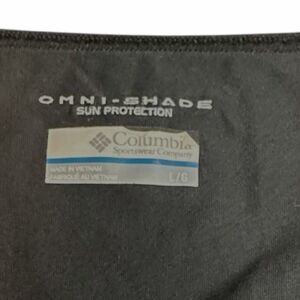 OMNI-SHADE
SUN PROTECTION
Columbia
Sportswear Company
MADE IN VIETNAM
FABRIQUÉ AU VIETNAM
L/G